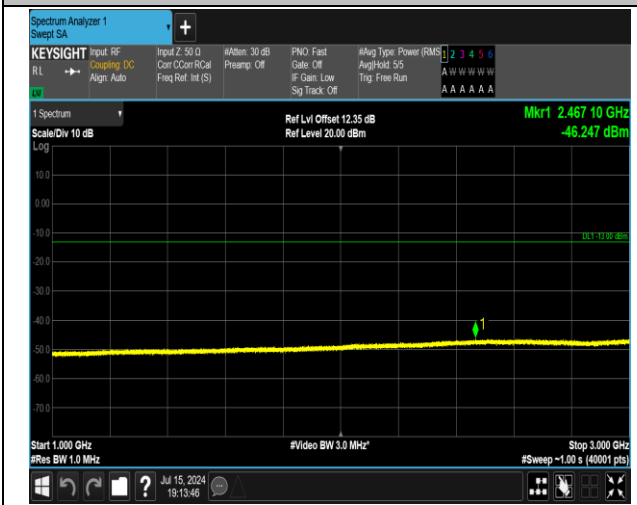 Spectrum Analyzer 1
Swept SA
+
KEYSIGHT Input: RF Input Z: 50 Ω #Atten: 30 dB PNO: Fast #Avg Type: Power (RMS 1 2 3 4 5 6
RL Coupling: DC Corr CCorr RCal Preamp: Off Gate: Off Avg|Hold: 5/5 A W W W W W
Align: Auto Freq Ref: Int (S) IF Gain: Low Trig: Free Run
Sig Track: Off A A A A A A
1 Spectrum Ref Lvl Offset 12.35 dB Mkr1 2.467 10 GHz
Scale/Div 10 dB Ref Level 20.00 dBm -46.247 dBm
Log
10.0
0.00
-10.0 DL1 -13.00 dBm
-20.0
-30.0
-40.0
1
-50.0
-60.0
-70.0
Start 1.000 GHz #Video BW 3.0 MHz* Stop 3.000 GHz
#Res BW 1.0 MHz #Sweep ~1.00 s (40001 pts)
? Jul 15, 2024
19:13:46